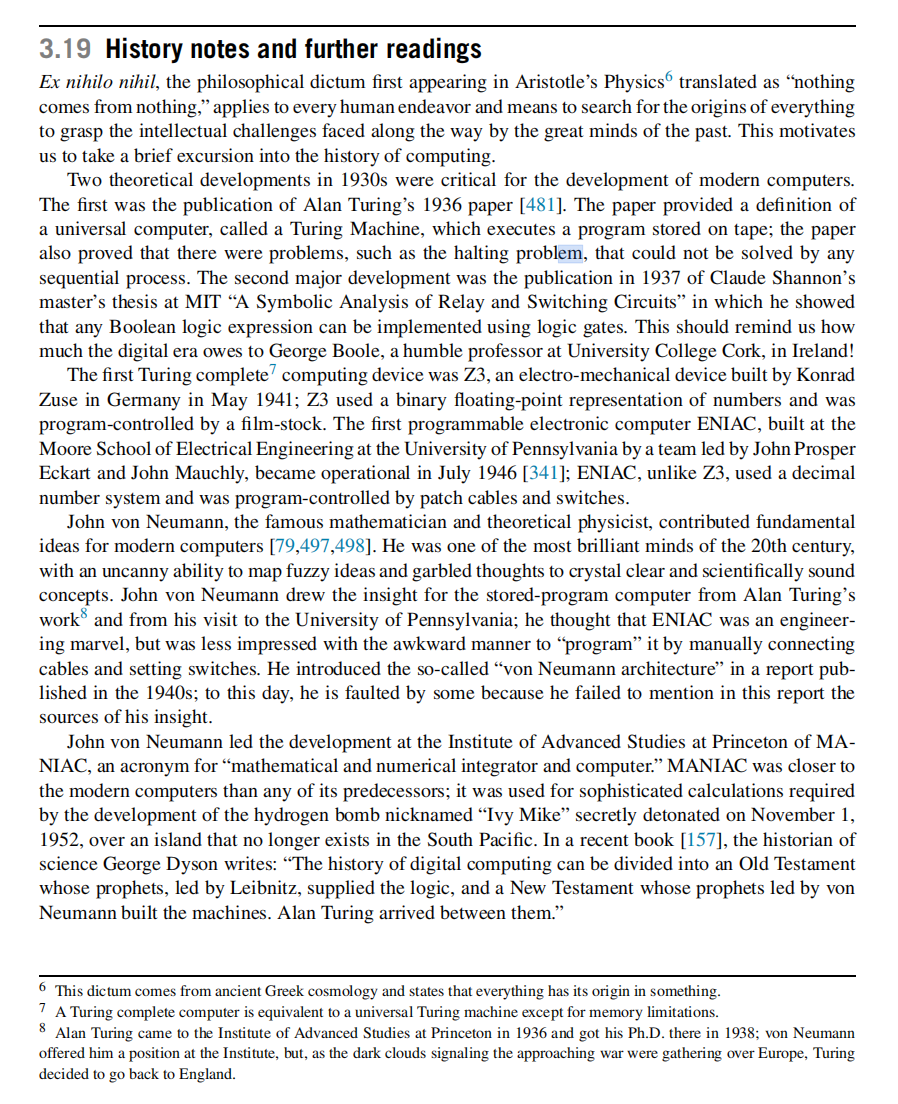 3.19 History notes and further readings
Ex nihilo nihil, the philosophical dictum first appearing in Aristotle’s Physics6 translated as “nothing
comes from nothing,” applies to every human endeavor and means to search for the origins of everything
to grasp the intellectual challenges faced along the way by the great minds of the past. This motivates
us to take a brief excursion into the history of computing.
Two theoretical developments in 1930s were critical for the development of modern computers.
The first was the publication of Alan Turing’s 1936 paper [481]. The paper provided a definition of
a universal computer, called a Turing Machine, which executes a program stored on tape; the paper
also proved that there were problems, such as the halting problem, that could not be solved by any
sequential process. The second major development was the publication in 1937 of Claude Shannon’s
master’s thesis at MIT “A Symbolic Analysis of Relay and Switching Circuits” in which he showed
that any Boolean logic expression can be implemented using logic gates. This should remind us how
much the digital era owes to George Boole, a humble professor at University College Cork, in Ireland!
The first Turing complete7 computing device was Z3, an electro-mechanical device built by Konrad
Zuse in Germany in May 1941; Z3 used a binary floating-point representation of numbers and was
program-controlled by a film-stock. The first programmable electronic computer ENIAC, built at the
Moore School of Electrical Engineering at the University of Pennsylvania by a team led by John Prosper
Eckart and John Mauchly, became operational in July 1946 [341]; ENIAC, unlike Z3, used a decimal
number system and was program-controlled by patch cables and switches.
John von Neumann, the famous mathematician and theoretical physicist, contributed fundamental
ideas for modern computers [79,497,498]. He was one of the most brilliant minds of the 20th century,
with an uncanny ability to map fuzzy ideas and garbled thoughts to crystal clear and scientifically sound
concepts. John von Neumann drew the insight for the stored-program computer from Alan Turing’s
work8 and from his visit to the University of Pennsylvania; he thought that ENIAC was an engineer-
ing marvel, but was less impressed with the awkward manner to “program” it by manually connecting
cables and setting switches. He introduced the so-called “von Neumann architecture” in a report pub-
lished in the 1940s; to this day, he is faulted by some because he failed to mention in this report the
sources of his insight.
John von Neumann led the development at the Institute of Advanced Studies at Princeton of MA-
NIAC, an acronym for “mathematical and numerical integrator and computer.” MANIAC was closer to
the modern computers than any of its predecessors; it was used for sophisticated calculations required
by the development of the hydrogen bomb nicknamed “Ivy Mike” secretly detonated on November 1,
1952, over an island that no longer exists in the South Pacific. In a recent book [157], the historian of
science George Dyson writes: “The history of digital computing can be divided into an Old Testament
whose prophets, led by Leibnitz, supplied the logic, and a New Testament whose prophets led by von
Neumann built the machines. Alan Turing arrived between them.”
6 This dictum comes from ancient Greek cosmology and states that everything has its origin in something.
7 A Turing complete computer is equivalent to a universal Turing machine except for memory limitations.
8 Alan Turing came to the Institute of Advanced Studies at Princeton in 1936 and got his Ph.D. there in 1938; von Neumann
offered him a position at the Institute, but, as the dark clouds signaling the approaching war were gathering over Europe, Turing
decided to go back to England.